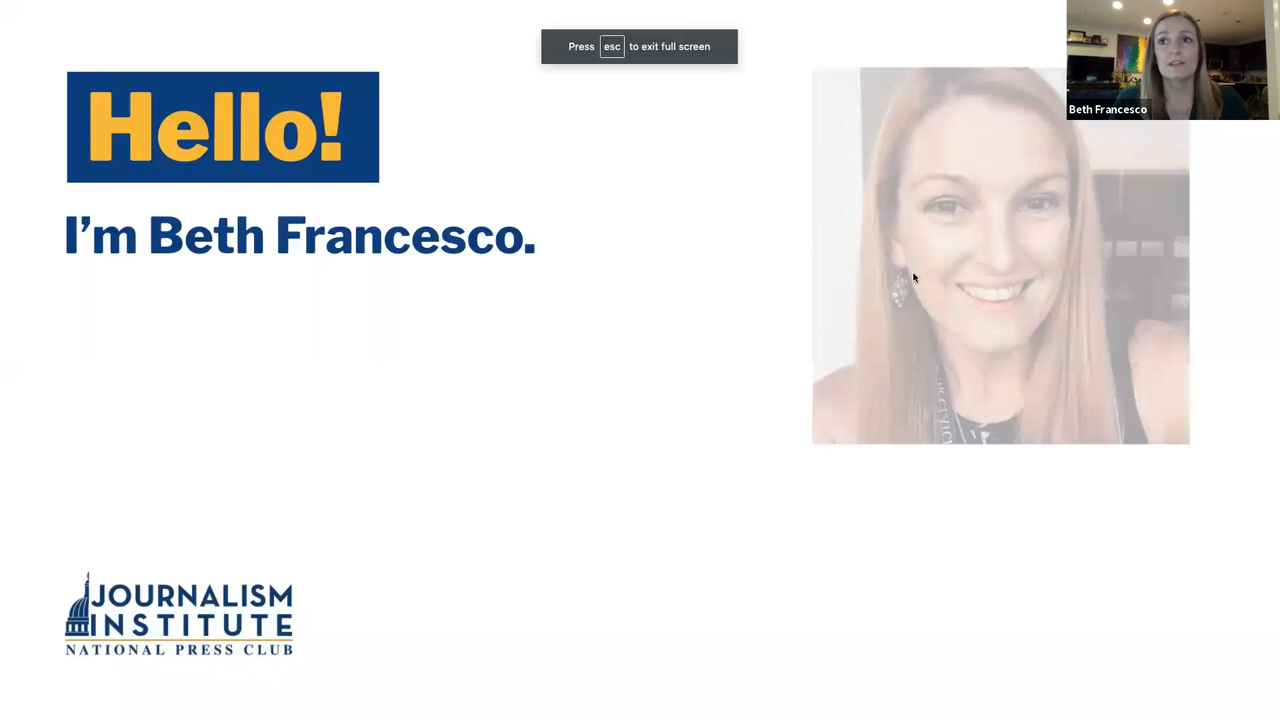 Press esc to exit full screen
Hello!
I’m Beth Francesco.
Beth Francesco
JOURNALISM
INSTITUTE
NATIONAL PRESS CLUB